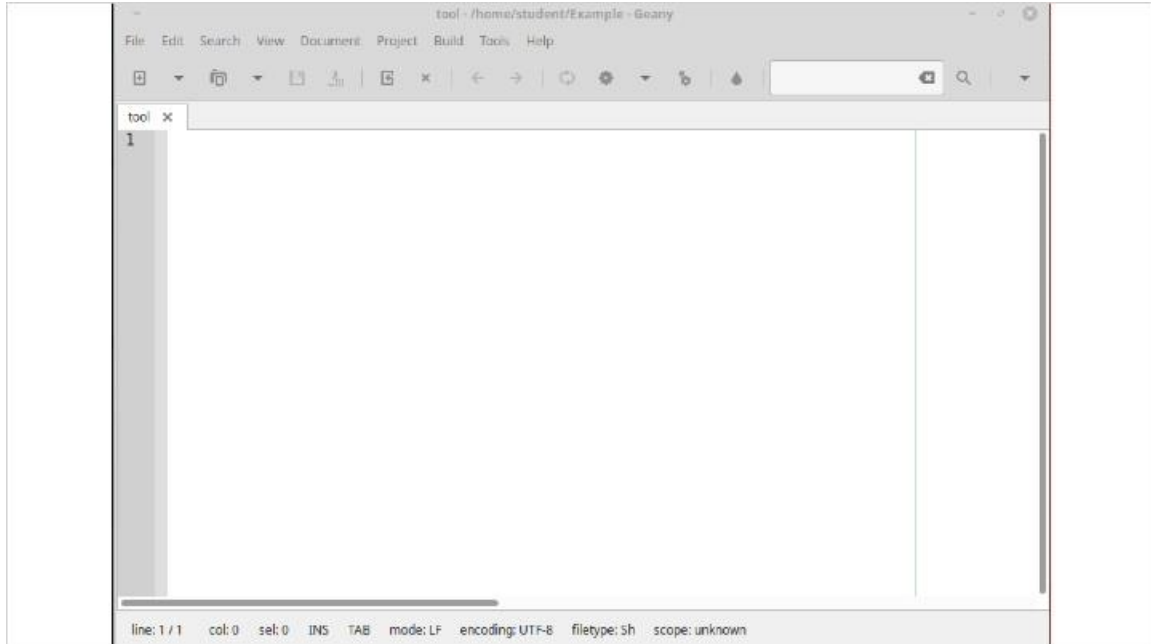 tool - /home/student/Example - Geany
File Edit Search View Document Project Build Tools Help
tool
1
line: 1 / 1 col: 0 sel: 0 INS TAB mode: LF encoding: UTF-8 filetype: Sh scope: unknown